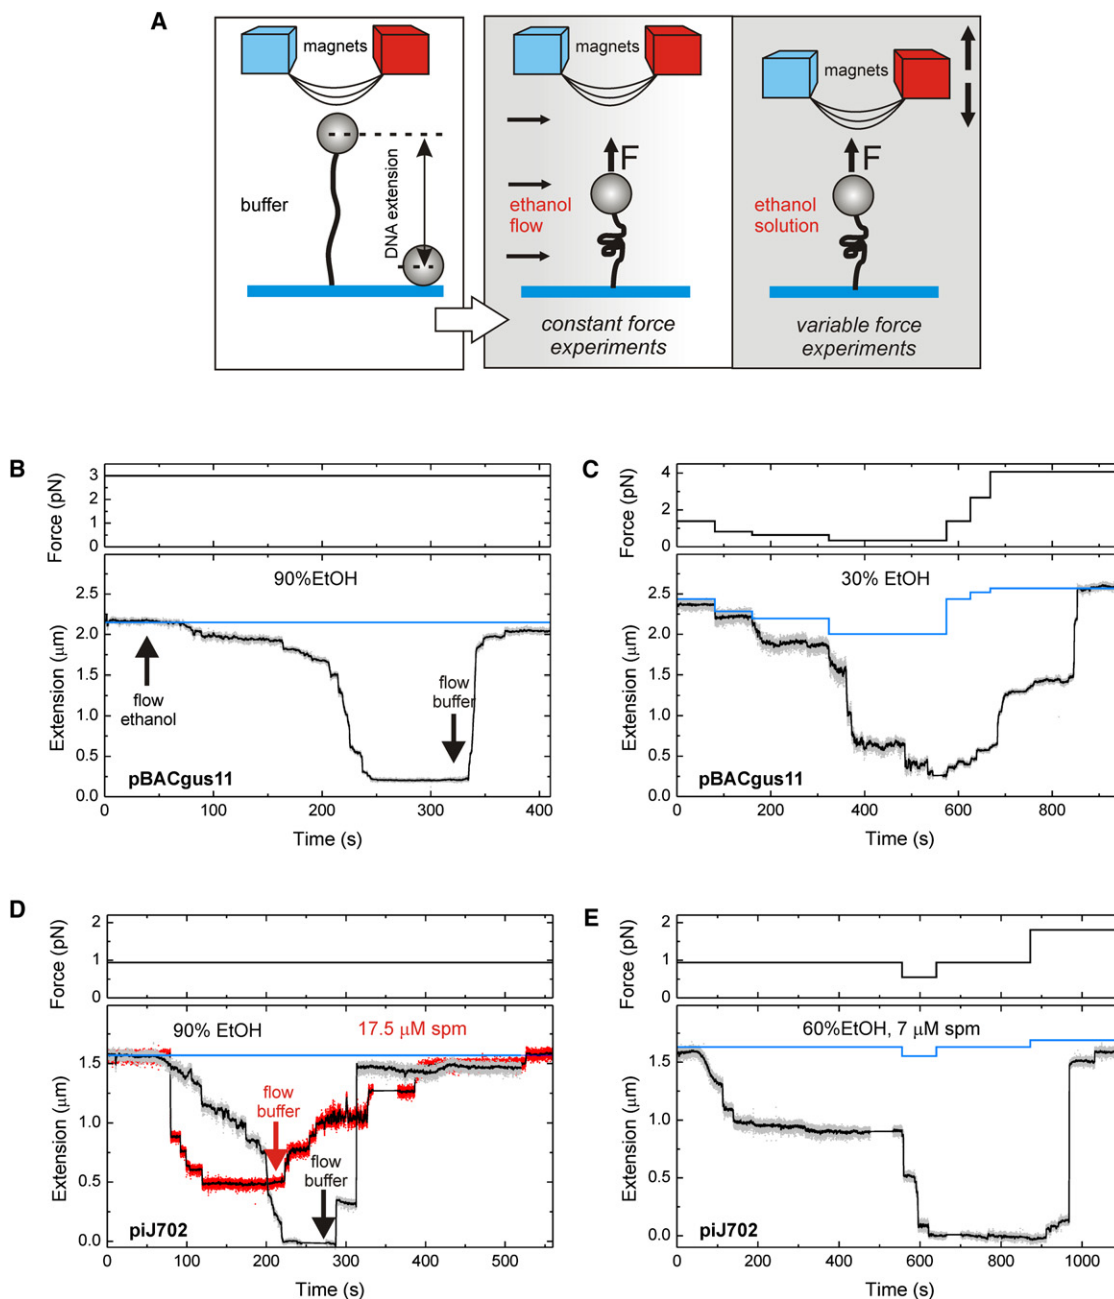 A
magnets
magnets
magnets
DNA extension
buffer
F
ethanol
flow
F
ethanol
solution
constant force
experiments
variable force
experiments
B
Force (pN)
3
2
1
0
90%EtOH
Extension (µm)
2.5
2.0
1.5
1.0
0.5
0.0
flow
ethanol
flow
buffer
pBACgus11
0 100 200 300 400
Time (s)
C
Force (pN)
4
2
0
30% EtOH
Extension (µm)
2.5
2.0
1.5
1.0
0.5
0.0
pBACgus11
0 200 400 600 800
Time (s)
D
Force (pN)
2
1
0
90% EtOH
17.5 µM spm
Extension (µm)
1.5
1.0
0.5
0.0
flow
buffer
flow
buffer
piJ702
0 100 200 300 400 500
Time (s)
E
Force (pN)
2
1
0
60%EtOH, 7 µM spm
Extension (µm)
1.5
1.0
0.5
0.0
piJ702
0 200 400 600 800 1000
Time (s)